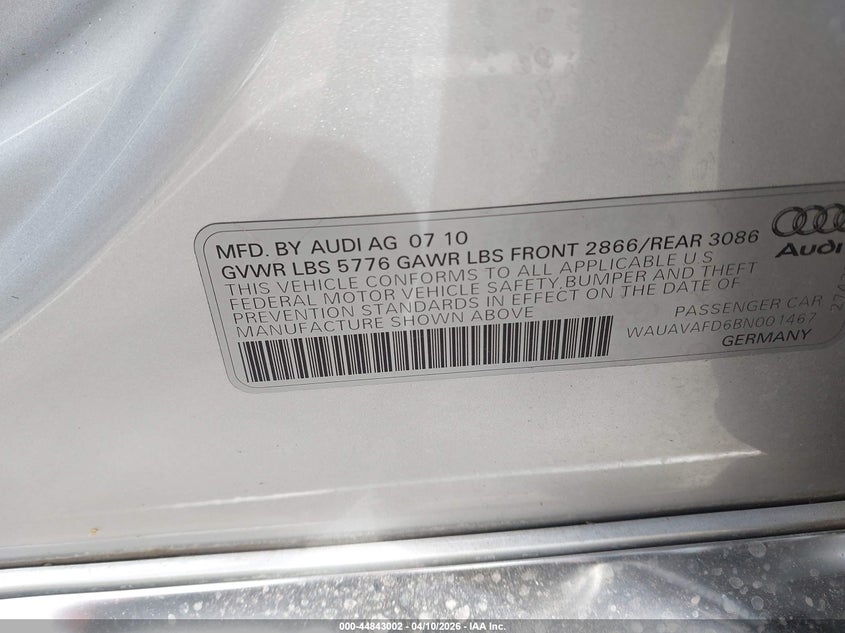 MFD. BY AUDI AG 07 10
GVWR LBS 5776 GAWR LBS FRONT 2866/REAR 3086
THIS VEHICLE CONFORMS TO ALL APPLICABLE U S
FEDERAL MOTOR VEHICLE SAFETY,BUMPER AND THEFT
PREVENTION STANDARDS IN EFFECT ON THE DATE OF
MANUFACTURE SHOWN ABOVE
Audi
PASSENGER CAR
WAUAVAFD6BN001467
GERMANY
000-44843002 - 04/10/2026 - IAA Inc.